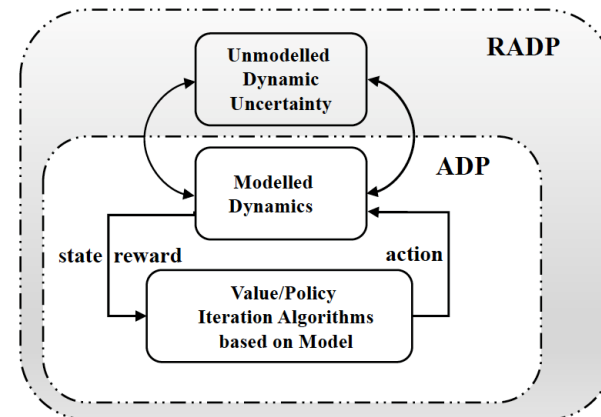 RADP
Unmodelled
Dynamic
Uncertainty
ADP
Modelled
Dynamics
state reward
action
Value/Policy
Iteration Algorithms
based on Model